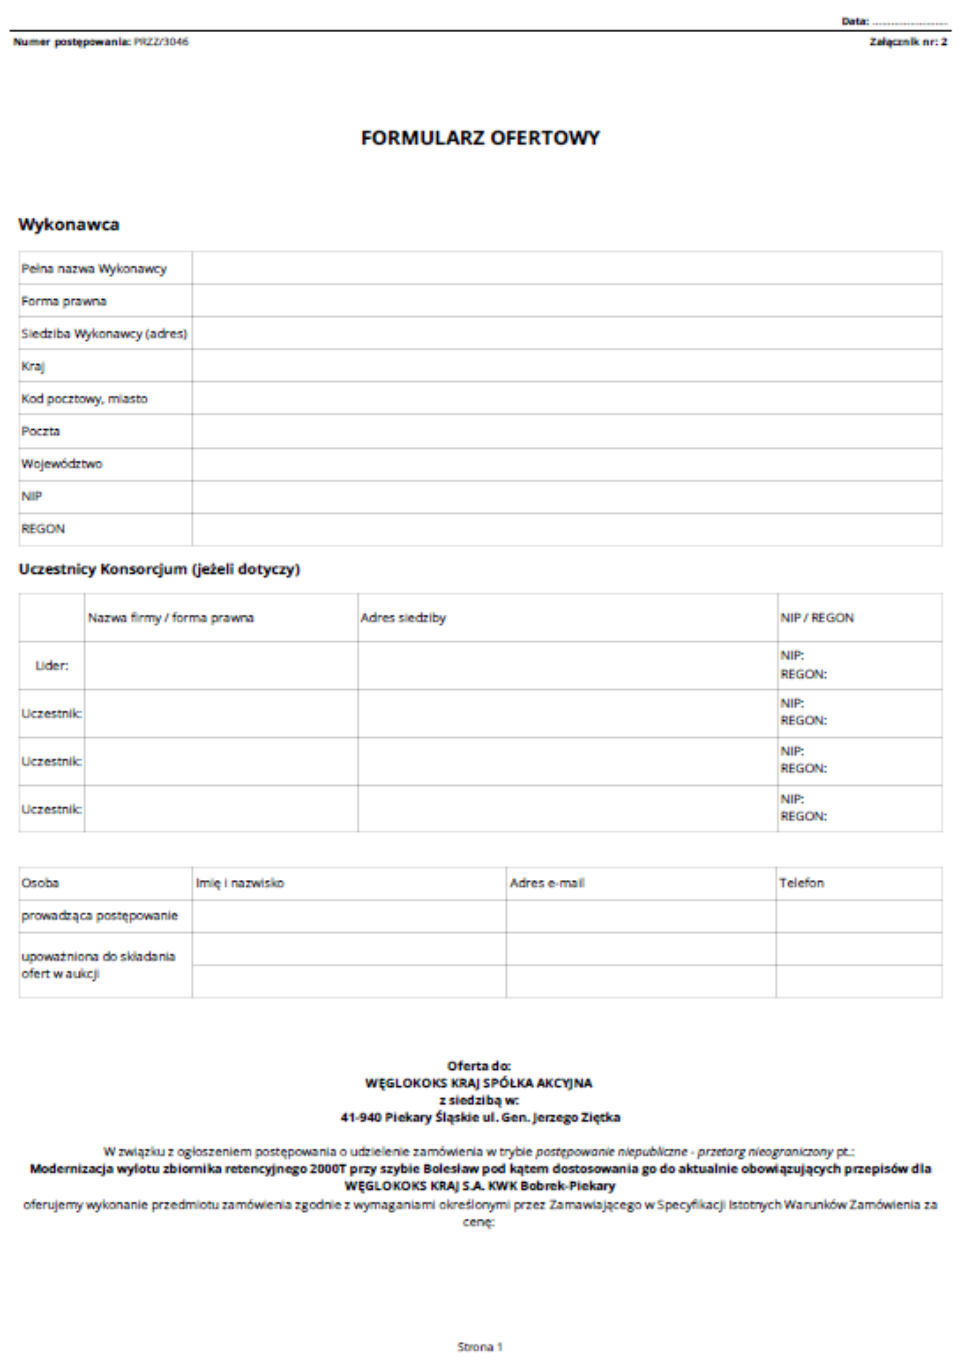 Data: ............................
Numer postępowania: PRZZ/3046 Załącznik nr: 2
FORMULARZ OFERTOWY
Wykonawca
Pełna nazwa Wykonawcy
Forma prawna
Siedziba Wykonawcy (adres)
Kraj
Kod pocztowy, miasto
Poczta
Województwo
NIP
REGON
Uczestnicy Konsorcjum (jeżeli dotyczy)
Nazwa firmy / forma prawna Adres siedziby NIP / REGON
Lider: NIP:
REGON:
Uczestnik: NIP:
REGON:
Uczestnik: NIP:
REGON:
Uczestnik: NIP:
REGON:
Osoba Imię i nazwisko Adres e-mail Telefon
prowadząca postępowanie
upoważniona do składania
ofert w aukcji
Oferta do:
WĘGLOKOKS KRAJ SPÓŁKA AKCYJNA
z siedzibą w:
41-940 Piekary Śląskie ul. Gen. Jerzego Ziętka
W związku z ogłoszeniem postępowania o udzielenie zamówienia w trybie postępowanie niepubliczne - przetarg nieograniczony pt.:
Modernizacja wylotu zbiornika retencyjnego 2000T przy szybie Bolesław pod kątem dostosowania go do aktualnie obowiązujących przepisów dla
WĘGLOKOKS KRAJ S.A. KWK Bobrek-Piekary
oferujemy wykonanie przedmiotu zamówienia zgodnie z wymaganiami określonymi przez Zamawiającego w Specyfikacji Istotnych Warunków Zamówienia za
cenę:
Strona 1